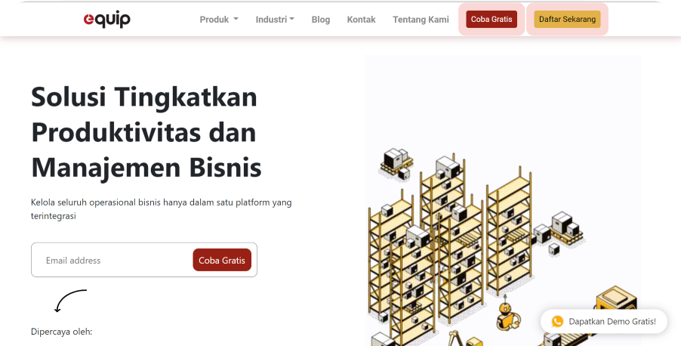 equip
Produk
Industri
Blog
Kontak
Tentang Kami
Coba Gratis
Daftar Sekarang
Solusi Tingkatkan
Produktivitas dan
Manajemen Bisnis
Kelola seluruh operasional bisnis hanya dalam satu platform yang
terintegrasi
Email address
Coba Gratis
Dipercaya oleh:
Dapatkan Demo Gratis!